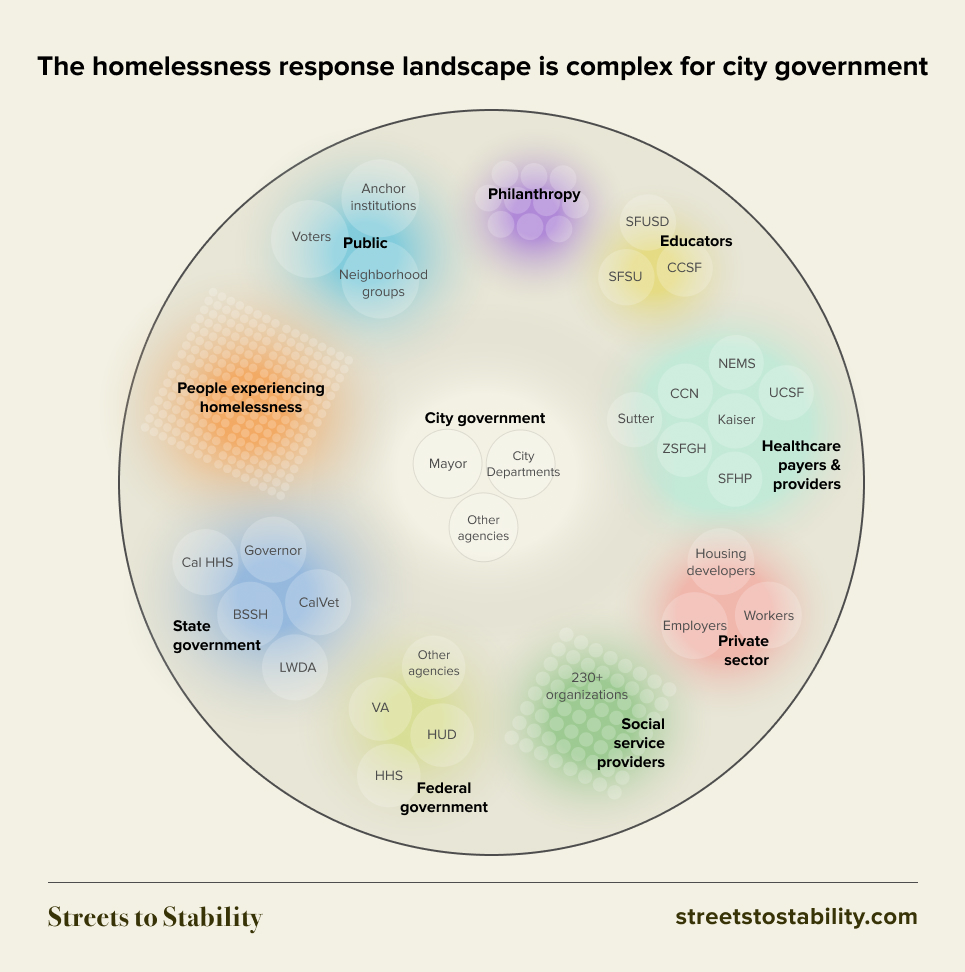 The homelessness response landscape is complex for city government
Anchor
institutions
Voters
Public
Neighborhood
groups
Philanthropy
SFUSD
Educators
SFSU
CCSF
People experiencing
homelessness
City government
Mayor
City
Departments
Other
agencies
NEMS
CCN
UCSF
Sutter
Kaiser
ZSFGH
SFHP
Healthcare
payers &
providers
Cal HHS
Governor
BSSH
CalVet
State
government
LWDA
Housing
developers
Employers
Workers
Private
sector
Other
agencies
VA
HUD
HHS
Federal
government
230+
organizations
Social
service
providers
Streets to Stability
streetstostability.com